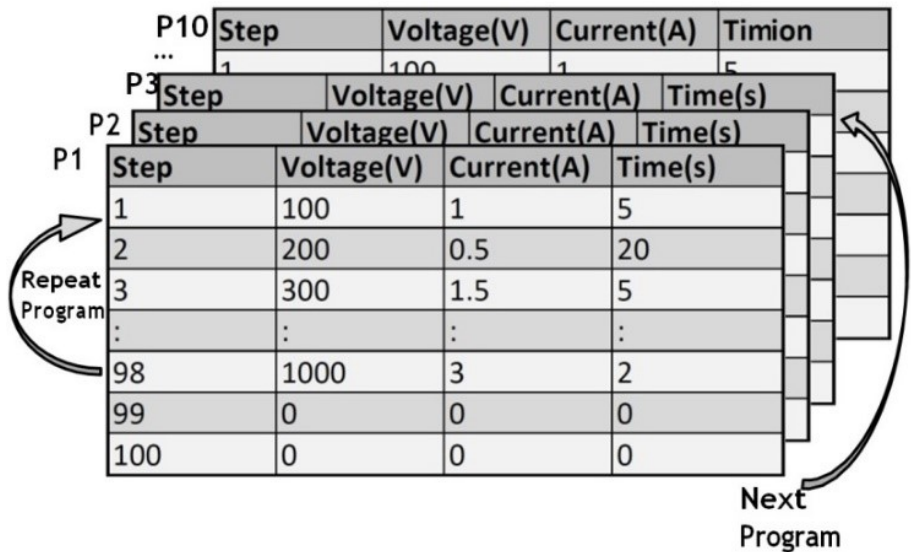 P10 Step Voltage(V) Current(A) Timion
...
1 100 1 5
P3 Step Voltage(V) Current(A) Time(s)
P2 Step Voltage(V) Current(A) Time(s)
P1 Step Voltage(V) Current(A) Time(s)
1 100 1 5
2 200 0.5 20
Repeat
Program
3 300 1.5 5
: : : :
98 1000 3 2
99 0 0 0
100 0 0 0
Next
Program